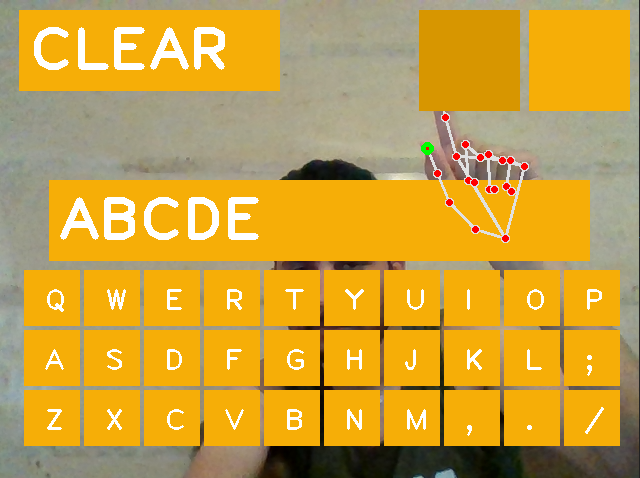 CLEAR
ABCDE
Q W E R T Y U I O P
A S D F G H J K L ;
Z X C V B N M , . /